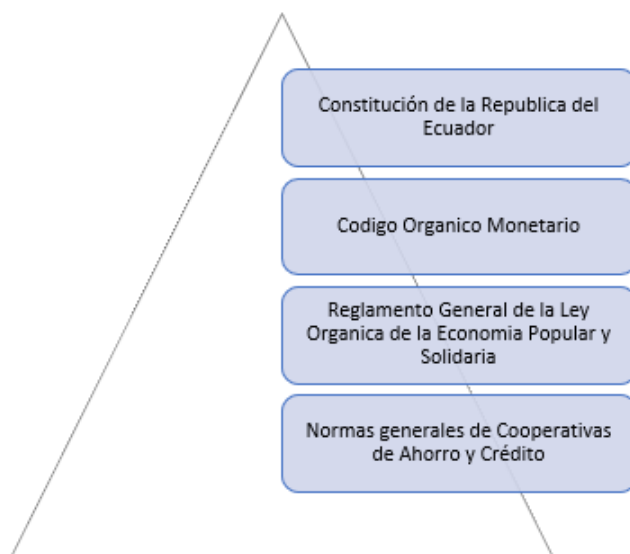 Constitución de la Republica del
Ecuador
Codigo Organico Monetario
Reglamento General de la Ley
Organica de la Economia Popular y
Solidaria
Normas generales de Cooperativas
de Ahorro y Crédito